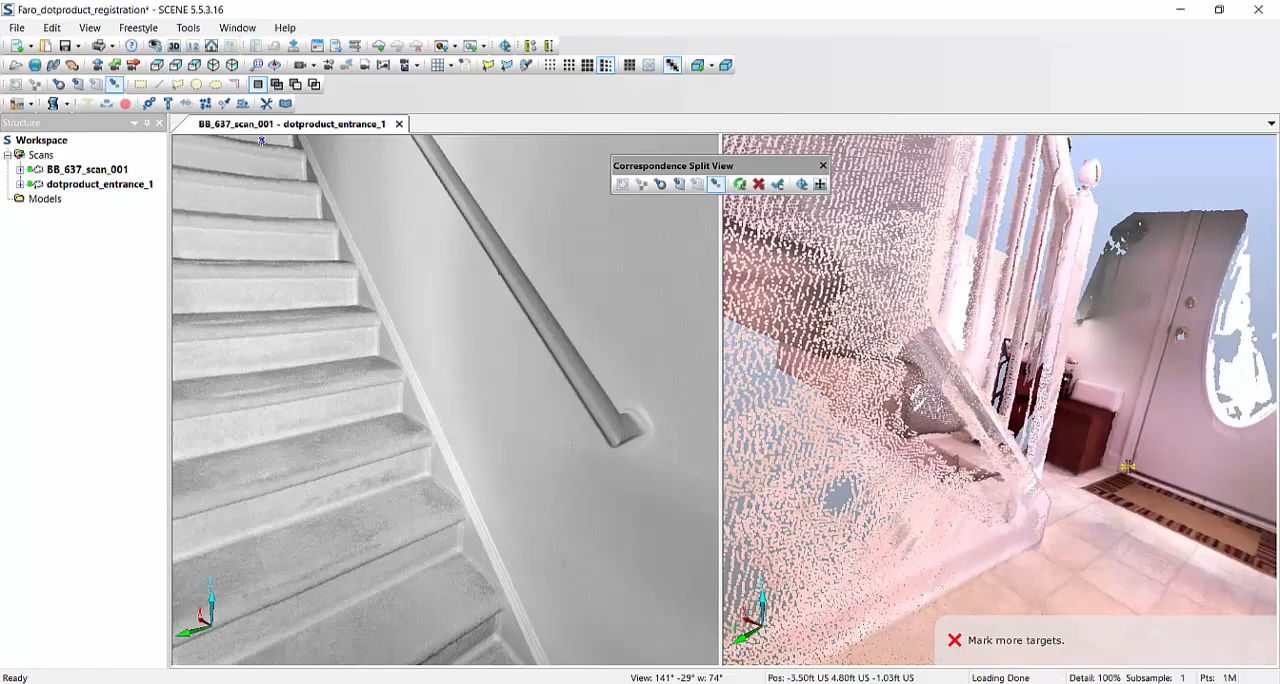 Faro_dotproduct_registration* - SCENE 5.5.3.16
File Edit View Freestyle Tools Window Help
3D
Structure
BB_637_scan_001 - dotproduct_entrance_1
Workspace
Scans
BB_637_scan_001
dotproduct_entrance_1
Models
Correspondence Split View
Mark more targets.
Ready
View: 141° -29° w: 74°
Pos: -3.50ft US 4.80ft US -1.03ft US
Loading Done
Detail: 100% Subsample: 1 Pts: 1M